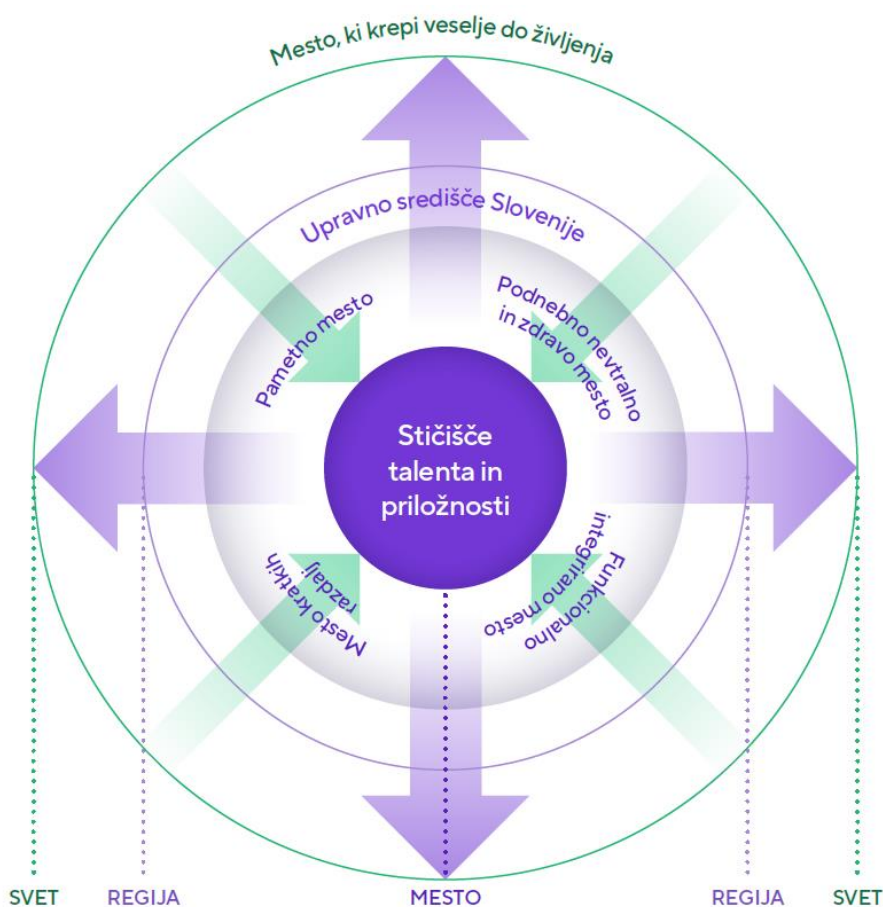 Mesto, ki krepi veselje do življenja
Upravno središče Slovenije
Pametno mesto
Podnebno nevtralno
in zdravo mesto
Stičišče
talenta in
priložnosti
Mesto kratkih
razdalj
Funkcionalno
integrirano mesto
SVET
REGIJA
MESTO
REGIJA
SVET